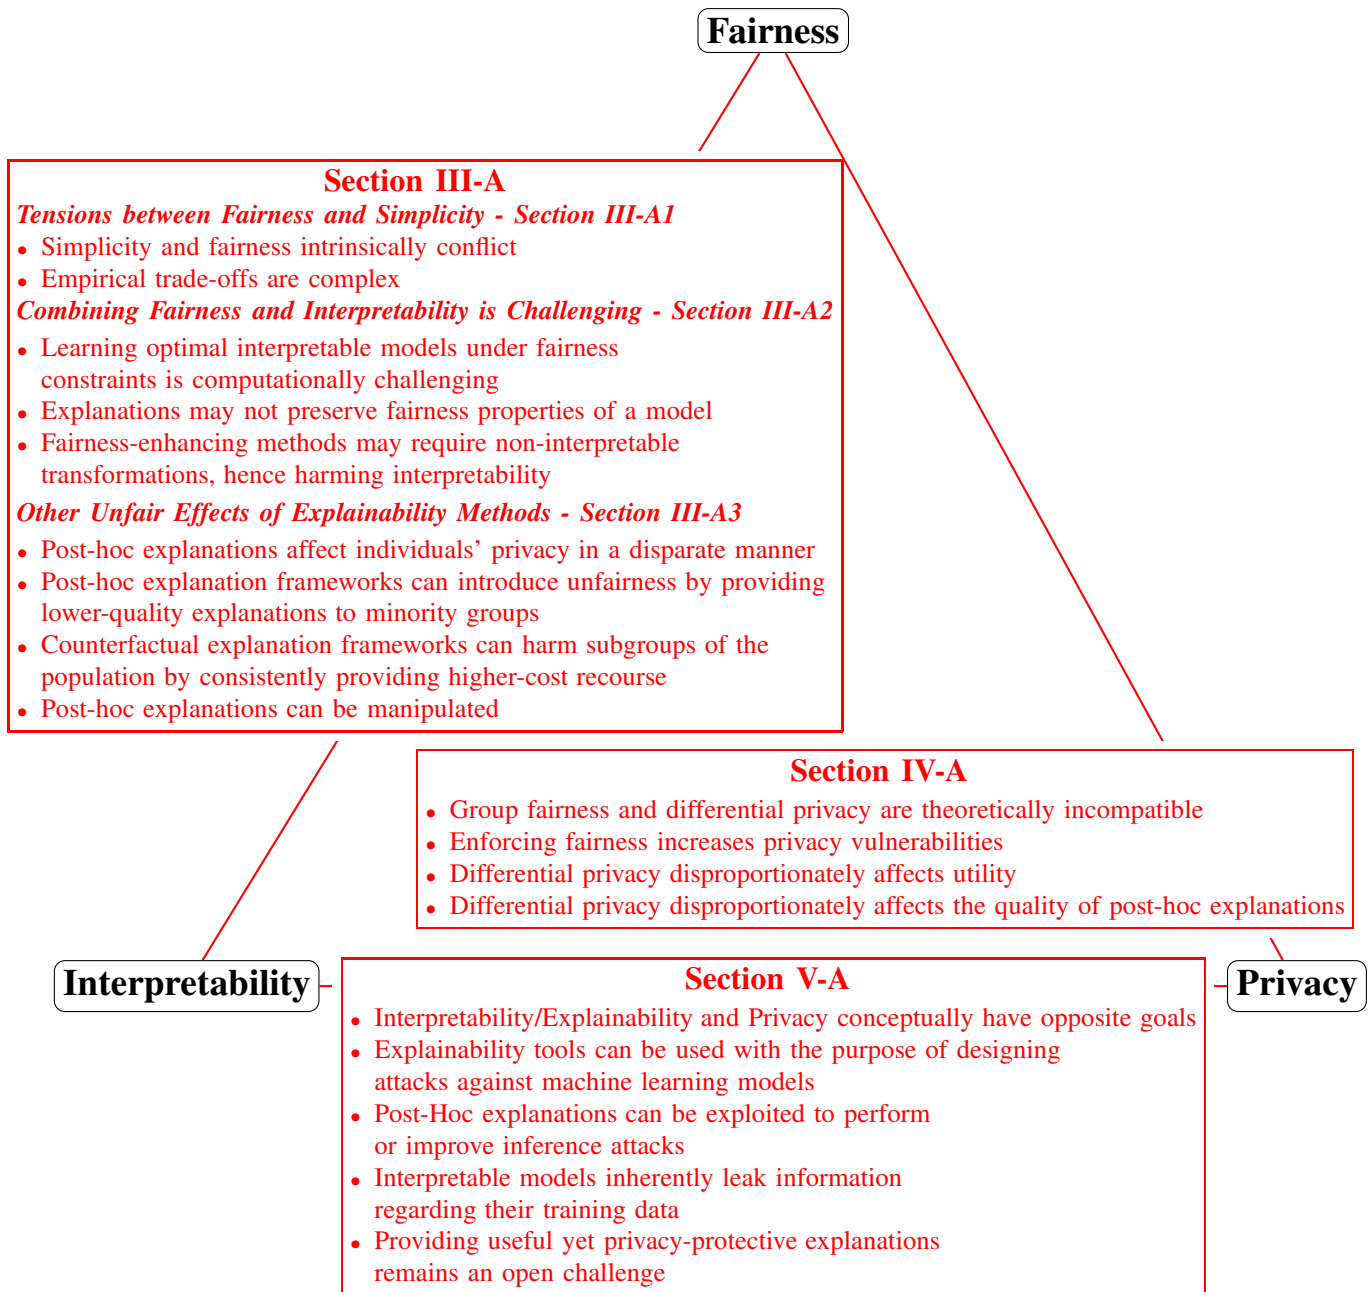 Fairness
Section III-A
Tensions between Fairness and Simplicity - Section III-A1
• Simplicity and fairness intrinsically conflict
• Empirical trade-offs are complex
Combining Fairness and Interpretability is Challenging - Section III-A2
• Learning optimal interpretable models under fairness
constraints is computationally challenging
• Explanations may not preserve fairness properties of a model
• Fairness-enhancing methods may require non-interpretable
transformations, hence harming interpretability
Other Unfair Effects of Explainability Methods - Section III-A3
• Post-hoc explanations affect individuals’ privacy in a disparate manner
• Post-hoc explanation frameworks can introduce unfairness by providing
lower-quality explanations to minority groups
• Counterfactual explanation frameworks can harm subgroups of the
population by consistently providing higher-cost recourse
• Post-hoc explanations can be manipulated
Section IV-A
• Group fairness and differential privacy are theoretically incompatible
• Enforcing fairness increases privacy vulnerabilities
• Differential privacy disproportionately affects utility
• Differential privacy disproportionately affects the quality of post-hoc explanations
Interpretability
Privacy
Section V-A
• Interpretability/Explainability and Privacy conceptually have opposite goals
• Explainability tools can be used with the purpose of designing
attacks against machine learning models
• Post-Hoc explanations can be exploited to perform
or improve inference attacks
• Interpretable models inherently leak information
regarding their training data
• Providing useful yet privacy-protective explanations
remains an open challenge